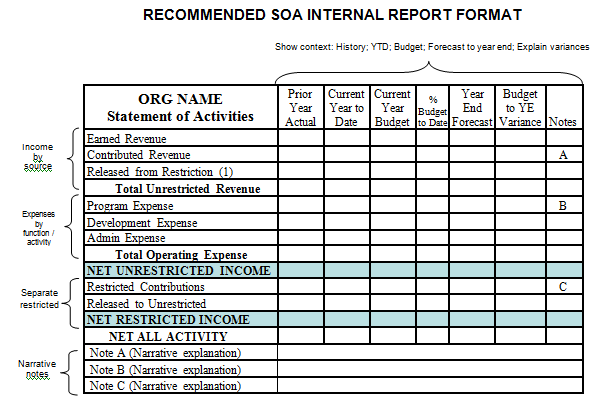 RECOMMENDED SOA INTERNAL REPORT FORMAT
Show context: History; YTD; Budget; Forecast to year end; Explain variances
ORG NAME
Statement of Activities
Prior
Year
Actual
Current
Year to
Date
Current
Year
Budget
%
Budget
to Date
Year
End
Forecast
Budget
to YE
Variance
Notes
Income
by
source
Earned Revenue
Contributed Revenue A
Released from Restriction (1)
Total Unrestricted Revenue
Expenses
by
function /
activity
Program Expense B
Development Expense
Admin Expense
Total Operating Expense
NET UNRESTRICTED INCOME
Separate
restricted
Restricted Contributions C
Released to Unrestricted
NET RESTRICTED INCOME
NET ALL ACTIVITY
Narrative
notes
Note A (Narrative explanation)
Note B (Narrative explanation)
Note C (Narrative explanation)